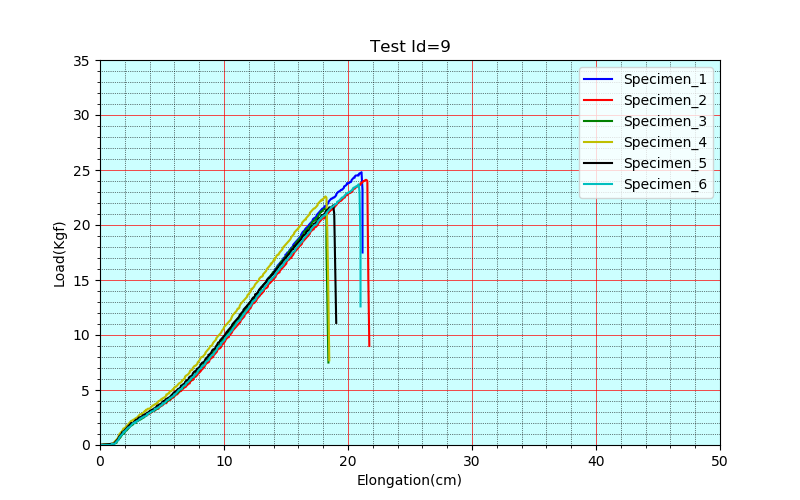 Test Id=9
Load(Kgf)
35
30
25
20
15
10
5
0
0 10 20 30 40 50
Elongation(cm)
Specimen_1
Specimen_2
Specimen_3
Specimen_4
Specimen_5
Specimen_6